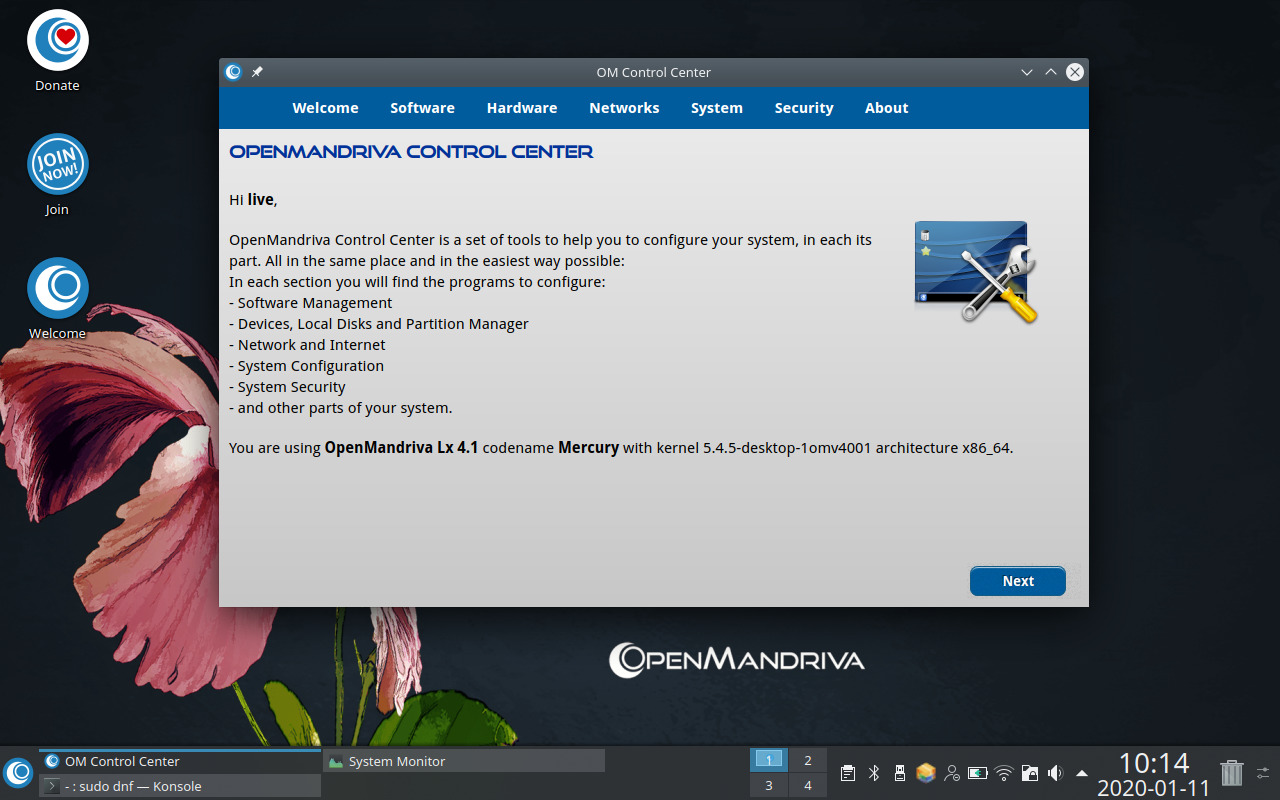 Donate
JOIN
NOW!
Join
Welcome
OM Control Center
Welcome Software Hardware Networks System Security About
OPENMANDRIVA CONTROL CENTER
Hi live,
OpenMandriva Control Center is a set of tools to help you to configure your system, in each its
part. All in the same place and in the easiest way possible:
In each section you will find the programs to configure:
- Software Management
- Devices, Local Disks and Partition Manager
- Network and Internet
- System Configuration
- System Security
- and other parts of your system.
You are using OpenMandriva Lx 4.1 codename Mercury with kernel 5.4.5-desktop-1omv4001 architecture x86_64.
Next
OPENMANDRIVA
OM Control Center
System Monitor
- : sudo dnf — Konsole
1 2
3 4
10:14
2020-01-11